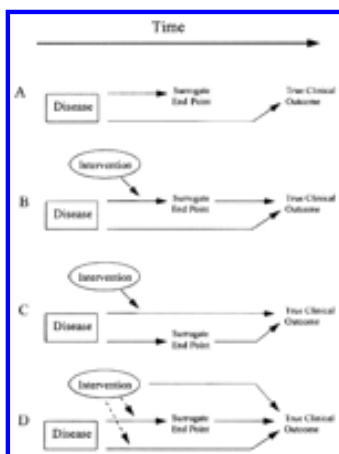 Time
A
Disease
Surrogate
End Point
True Clinical
Outcome
Intervention
B
Disease
Surrogate
End Point
True Clinical
Outcome
Intervention
C
Disease
Surrogate
End Point
True Clinical
Outcome
Intervention
D
Disease
Surrogate
End Point
True Clinical
Outcome